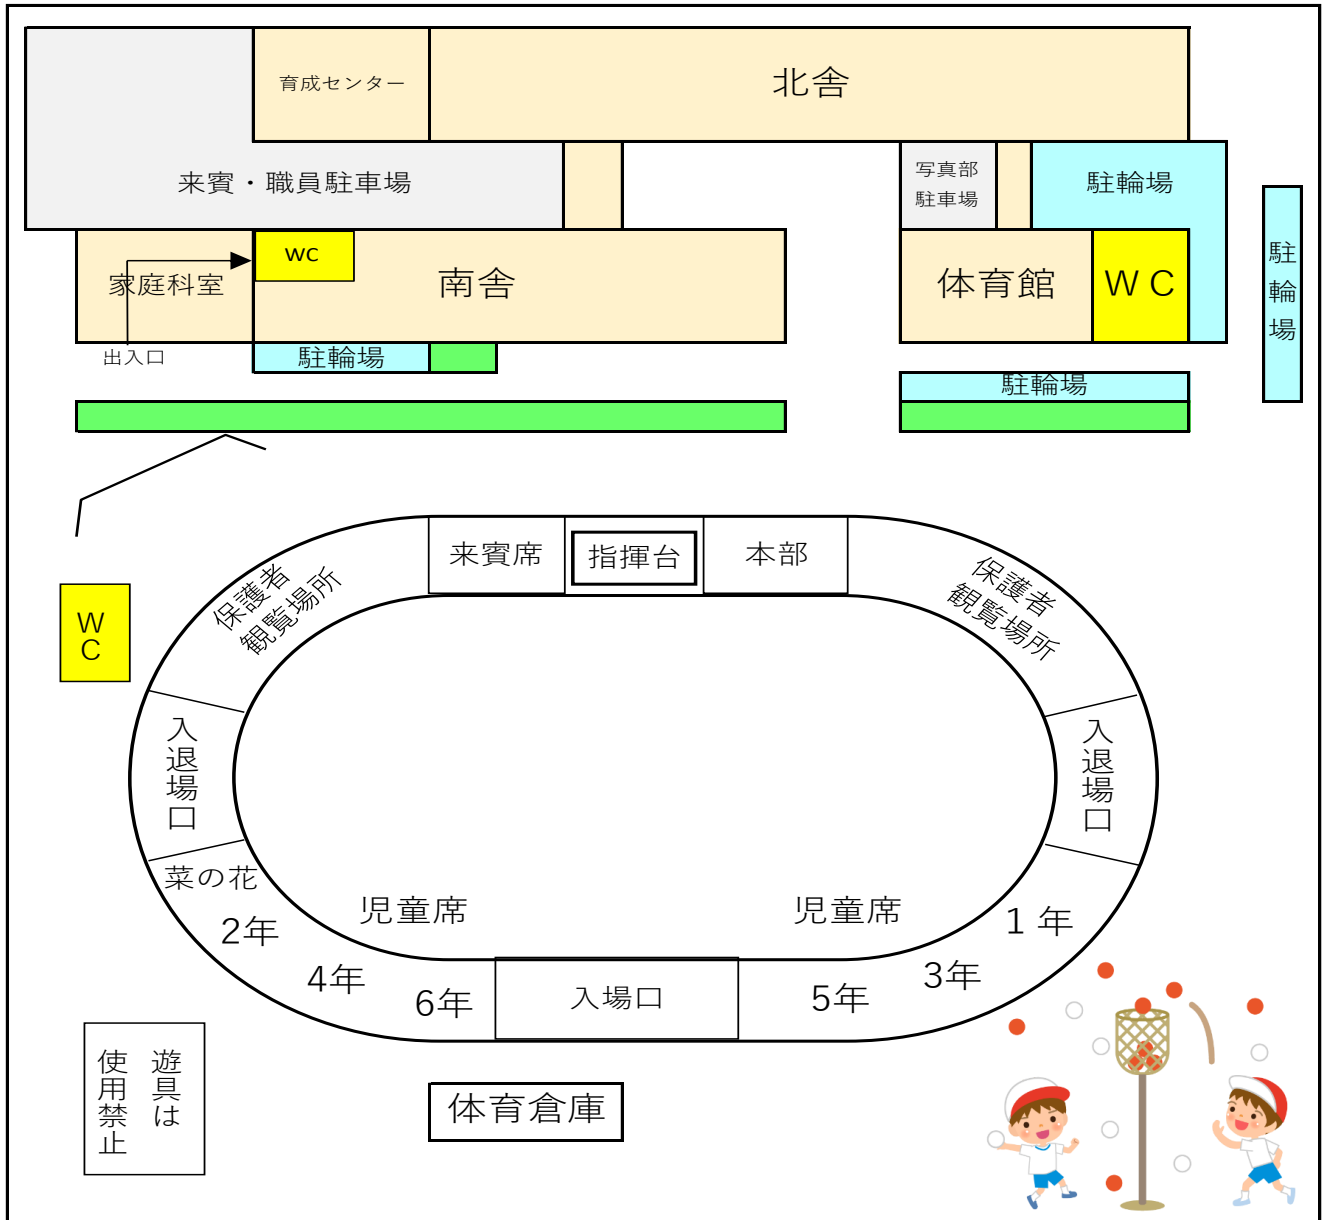 育成センター
北舎
来賓・職員駐車場
写真部
駐車場
駐輪場
駐輪場
家庭科室
wc
南舎
体育館
ＷＣ
出入口
駐輪場
駐輪場
来賓席
指揮台
本部
保護者
観覧場所
保護者
観覧場所
W
C
入退場口
入退場口
菜の花
2年
4年
6年
児童席
児童席
入場口
5年
3年
1年
遊具は
使用禁止
体育倉庫